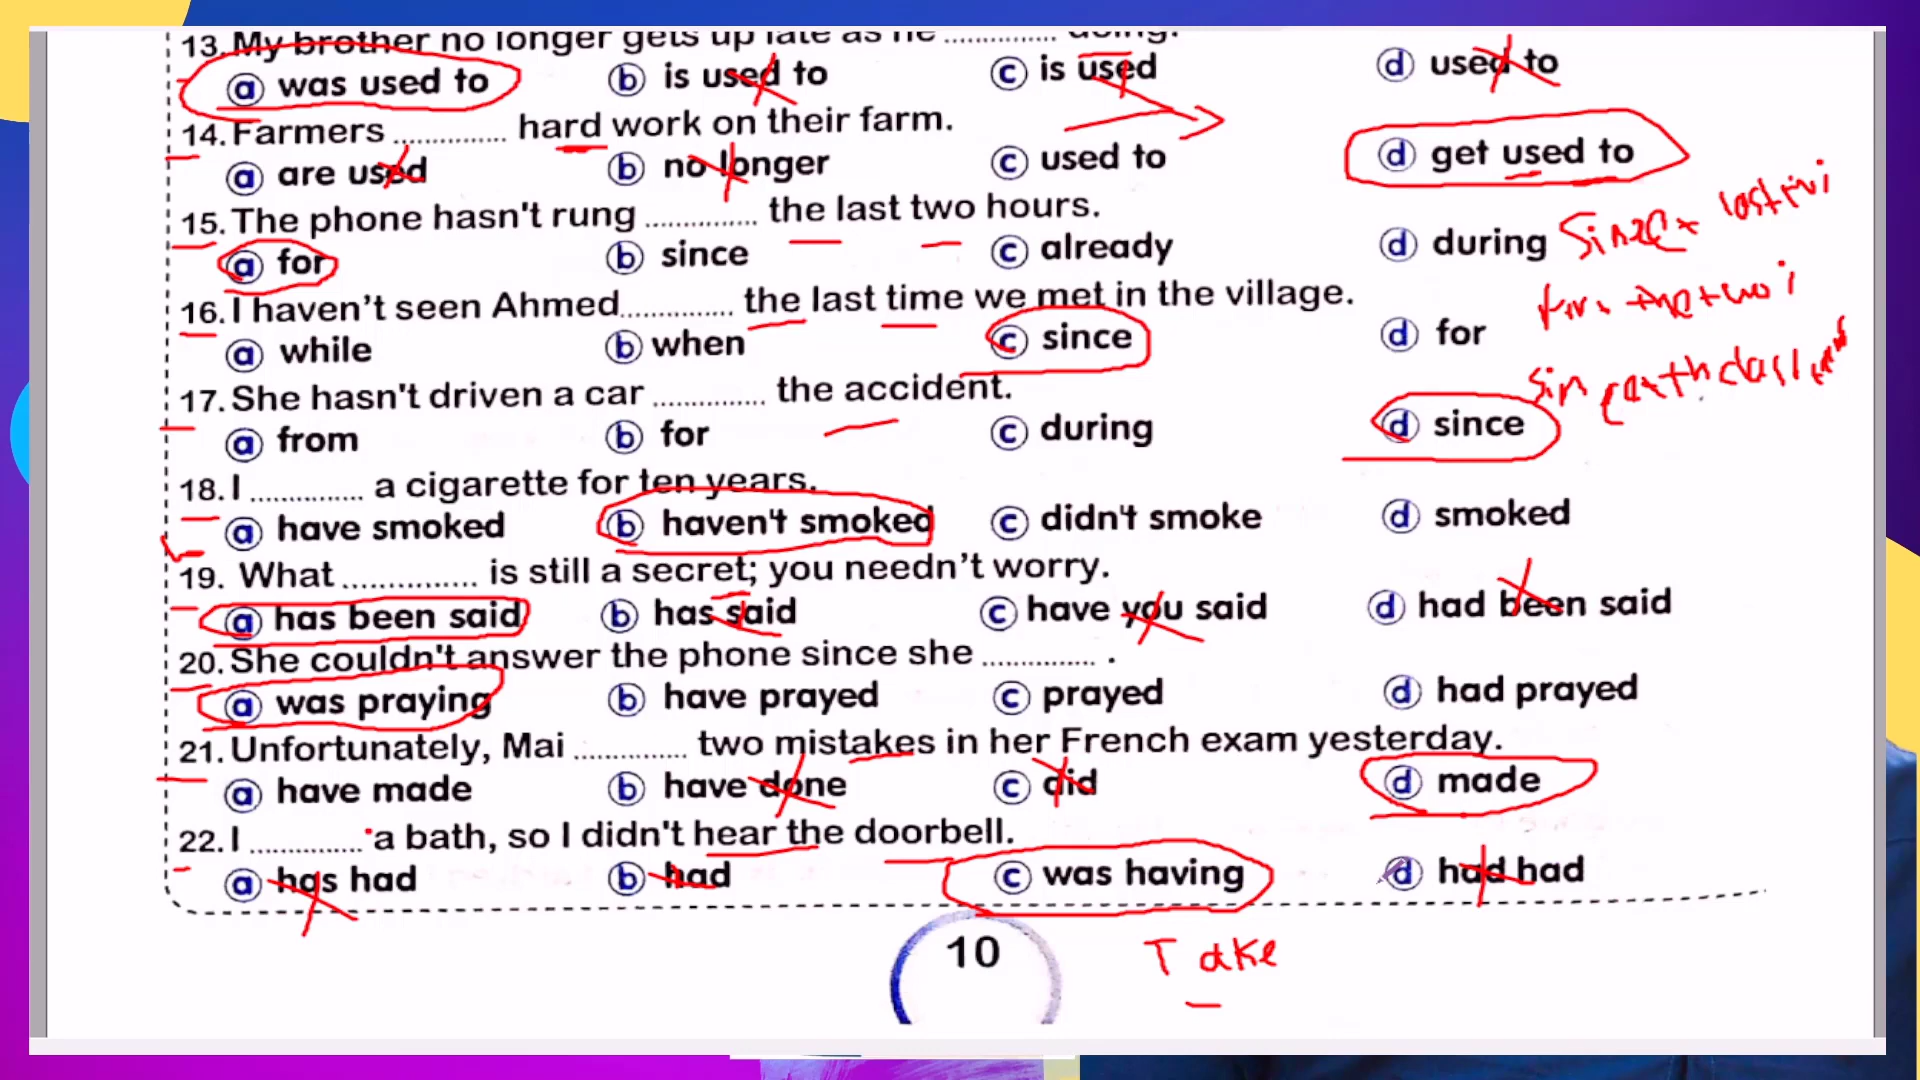 13. My brother no longer gets up late as he .............. doing.
a was used to b is used to c is used d used to
14. Farmers .............. hard work on their farm.
a are used b no longer c used to d get used to
15. The phone hasn't rung .............. the last two hours.
a for b since c already d during
16. I haven't seen Ahmed.............. the last time we met in the village.
a while b when c since d for
17. She hasn't driven a car .............. the accident.
a from b for c during d since
18. I .............. a cigarette for ten years.
a have smoked b haven't smoked c didn't smoke d smoked
19. What ............... is still a secret; you needn't worry.
a has been said b has said c have you said d had been said
20. She couldn't answer the phone since she .............. .
a was praying b have prayed c prayed d had prayed
21. Unfortunately, Mai .............. two mistakes in her French exam yesterday.
a have made b have done c did d made
22. I .............. a bath, so I didn't hear the doorbell.
a has had b had c was having d had had
10
Take